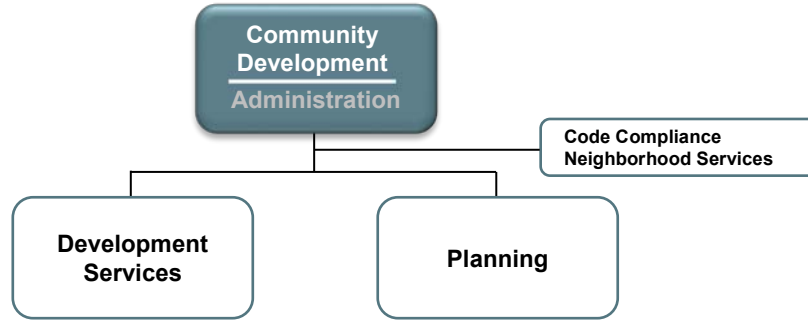 Community
Development
Administration
Code Compliance
Neighborhood Services
Development
Services
Planning